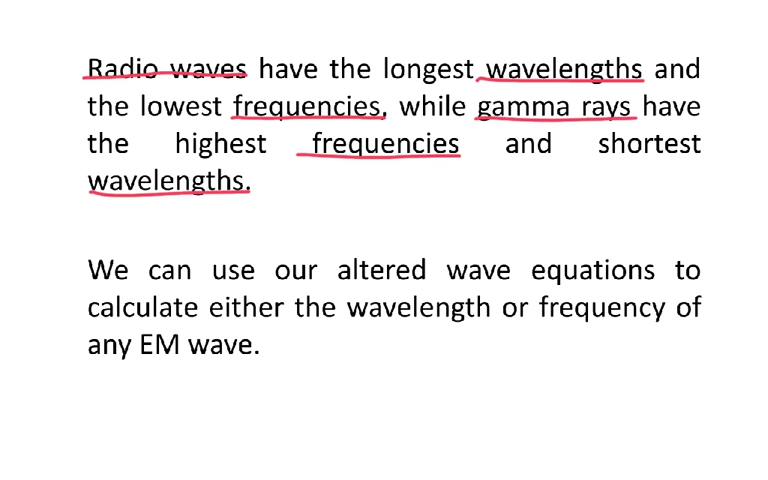 Radio waves have the longest wavelengths and
the lowest frequencies, while gamma rays have
the highest frequencies and shortest
wavelengths.
We can use our altered wave equations to
calculate either the wavelength or frequency of
any EM wave.